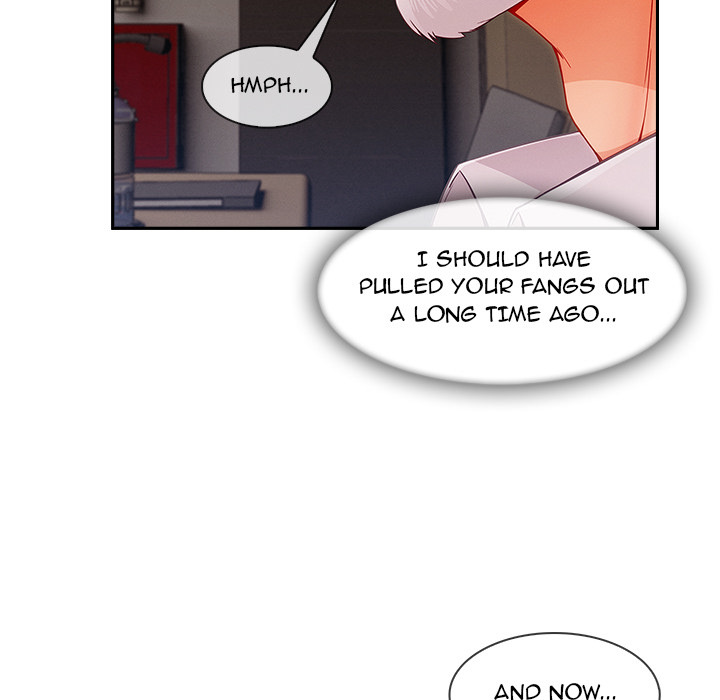 HMPH...
I SHOULD HAVE
PULLED YOUR FANGS OUT
A LONG TIME AGO...
AND NOW...